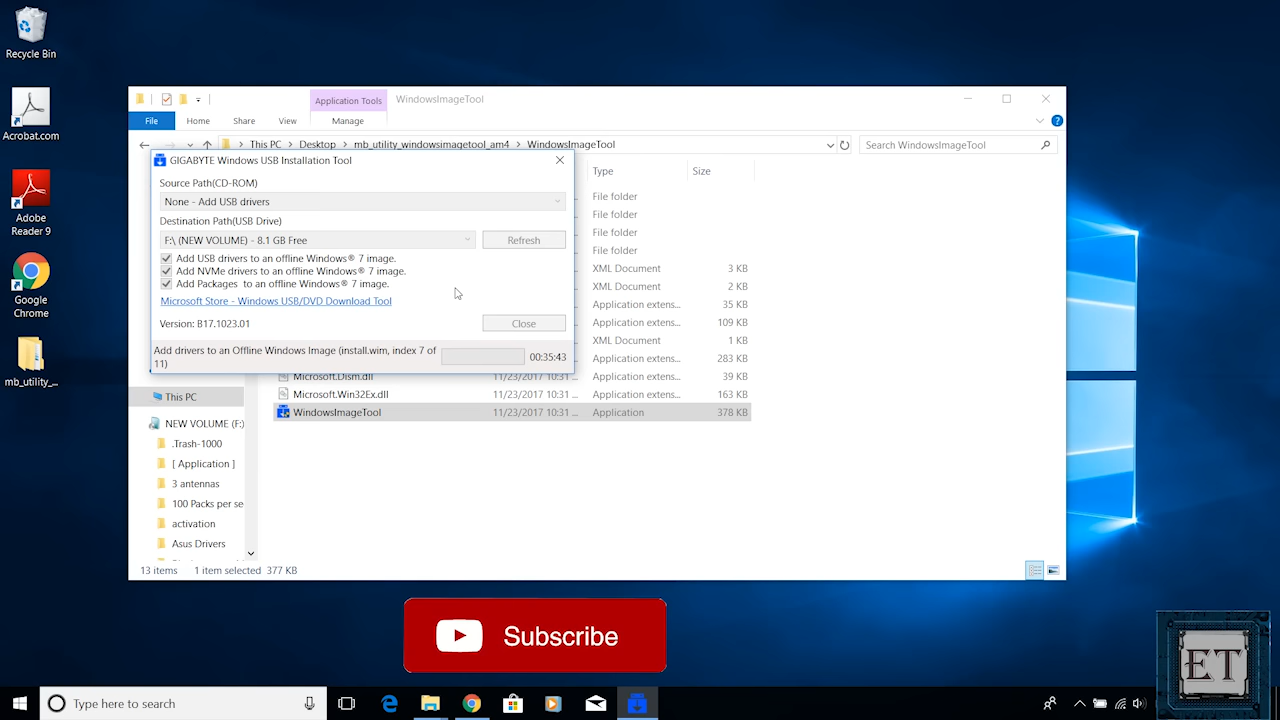 Recycle Bin
Acrobat.com
Adobe
Reader 9
Google
Chrome
mb_utility_...
Application Tools
WindowsImageTool
File
Home
Share
View
Manage
This PC
Desktop
mb_utility_windowsimagetool_am4
WindowsImageTool
Search WindowsImageTool
GIGABYTE Windows USB Installation Tool
Source Path(CD-ROM)
None - Add USB drivers
Destination Path(USB Drive)
F:\ (NEW VOLUME) - 8.1 GB Free
Refresh
Add USB drivers to an offline Windows® 7 image.
Add NVMe drivers to an offline Windows® 7 image.
Add Packages to an offline Windows® 7 image.
Microsoft Store - Windows USB/DVD Download Tool
Version: B17.1023.01
Close
Add drivers to an Offline Windows Image (install.wim, index 7 of
11)
00:35:43
Type
Size
File folder
File folder
File folder
File folder
XML Document 3 KB
XML Document 2 KB
Application extens... 35 KB
Application extens... 109 KB
XML Document 1 KB
Application extens... 283 KB
Microsoft.Dism.dll 11/23/2017 10:31 ... Application extens... 39 KB
Microsoft.Win32Ex.dll 11/23/2017 10:31 ... Application extens... 163 KB
WindowsImageTool 11/23/2017 10:31 ... Application 378 KB
This PC
NEW VOLUME (F:)
.Trash-1000
[ Application ]
3 antennas
100 Packs per se
activation
Asus Drivers
13 items
1 item selected 377 KB
Subscribe
ET
Type here to search